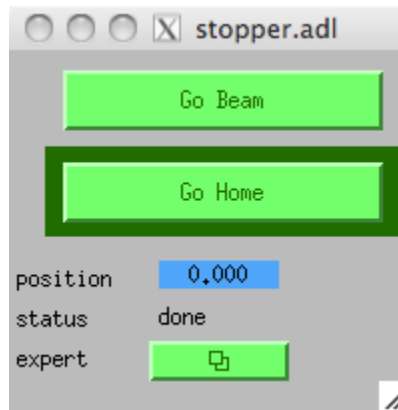 stopper.adl
Go Beam
Go Home
position 0.000
status done
expert